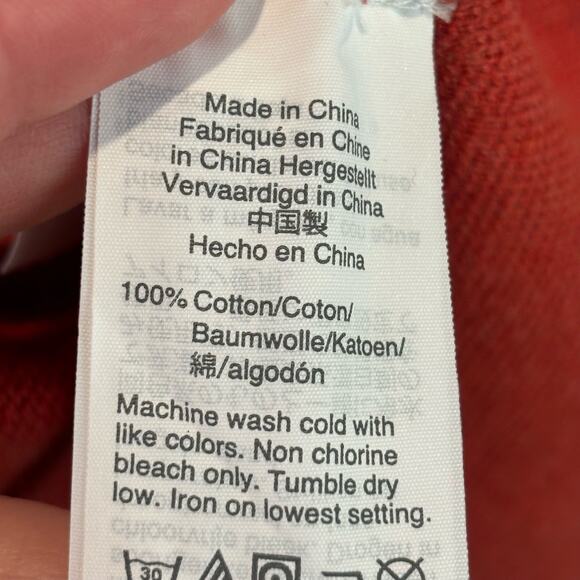 Made in China
Fabriqué en Chine
in China Hergestellt
Vervaardigd in China
中国製
Hecho en China
100% Cotton/Coton/
Baumwolle/Katoen/
綿/algodón
Machine wash cold with
like colors. Non chlorine
bleach only. Tumble dry
low. Iron on lowest setting.
30